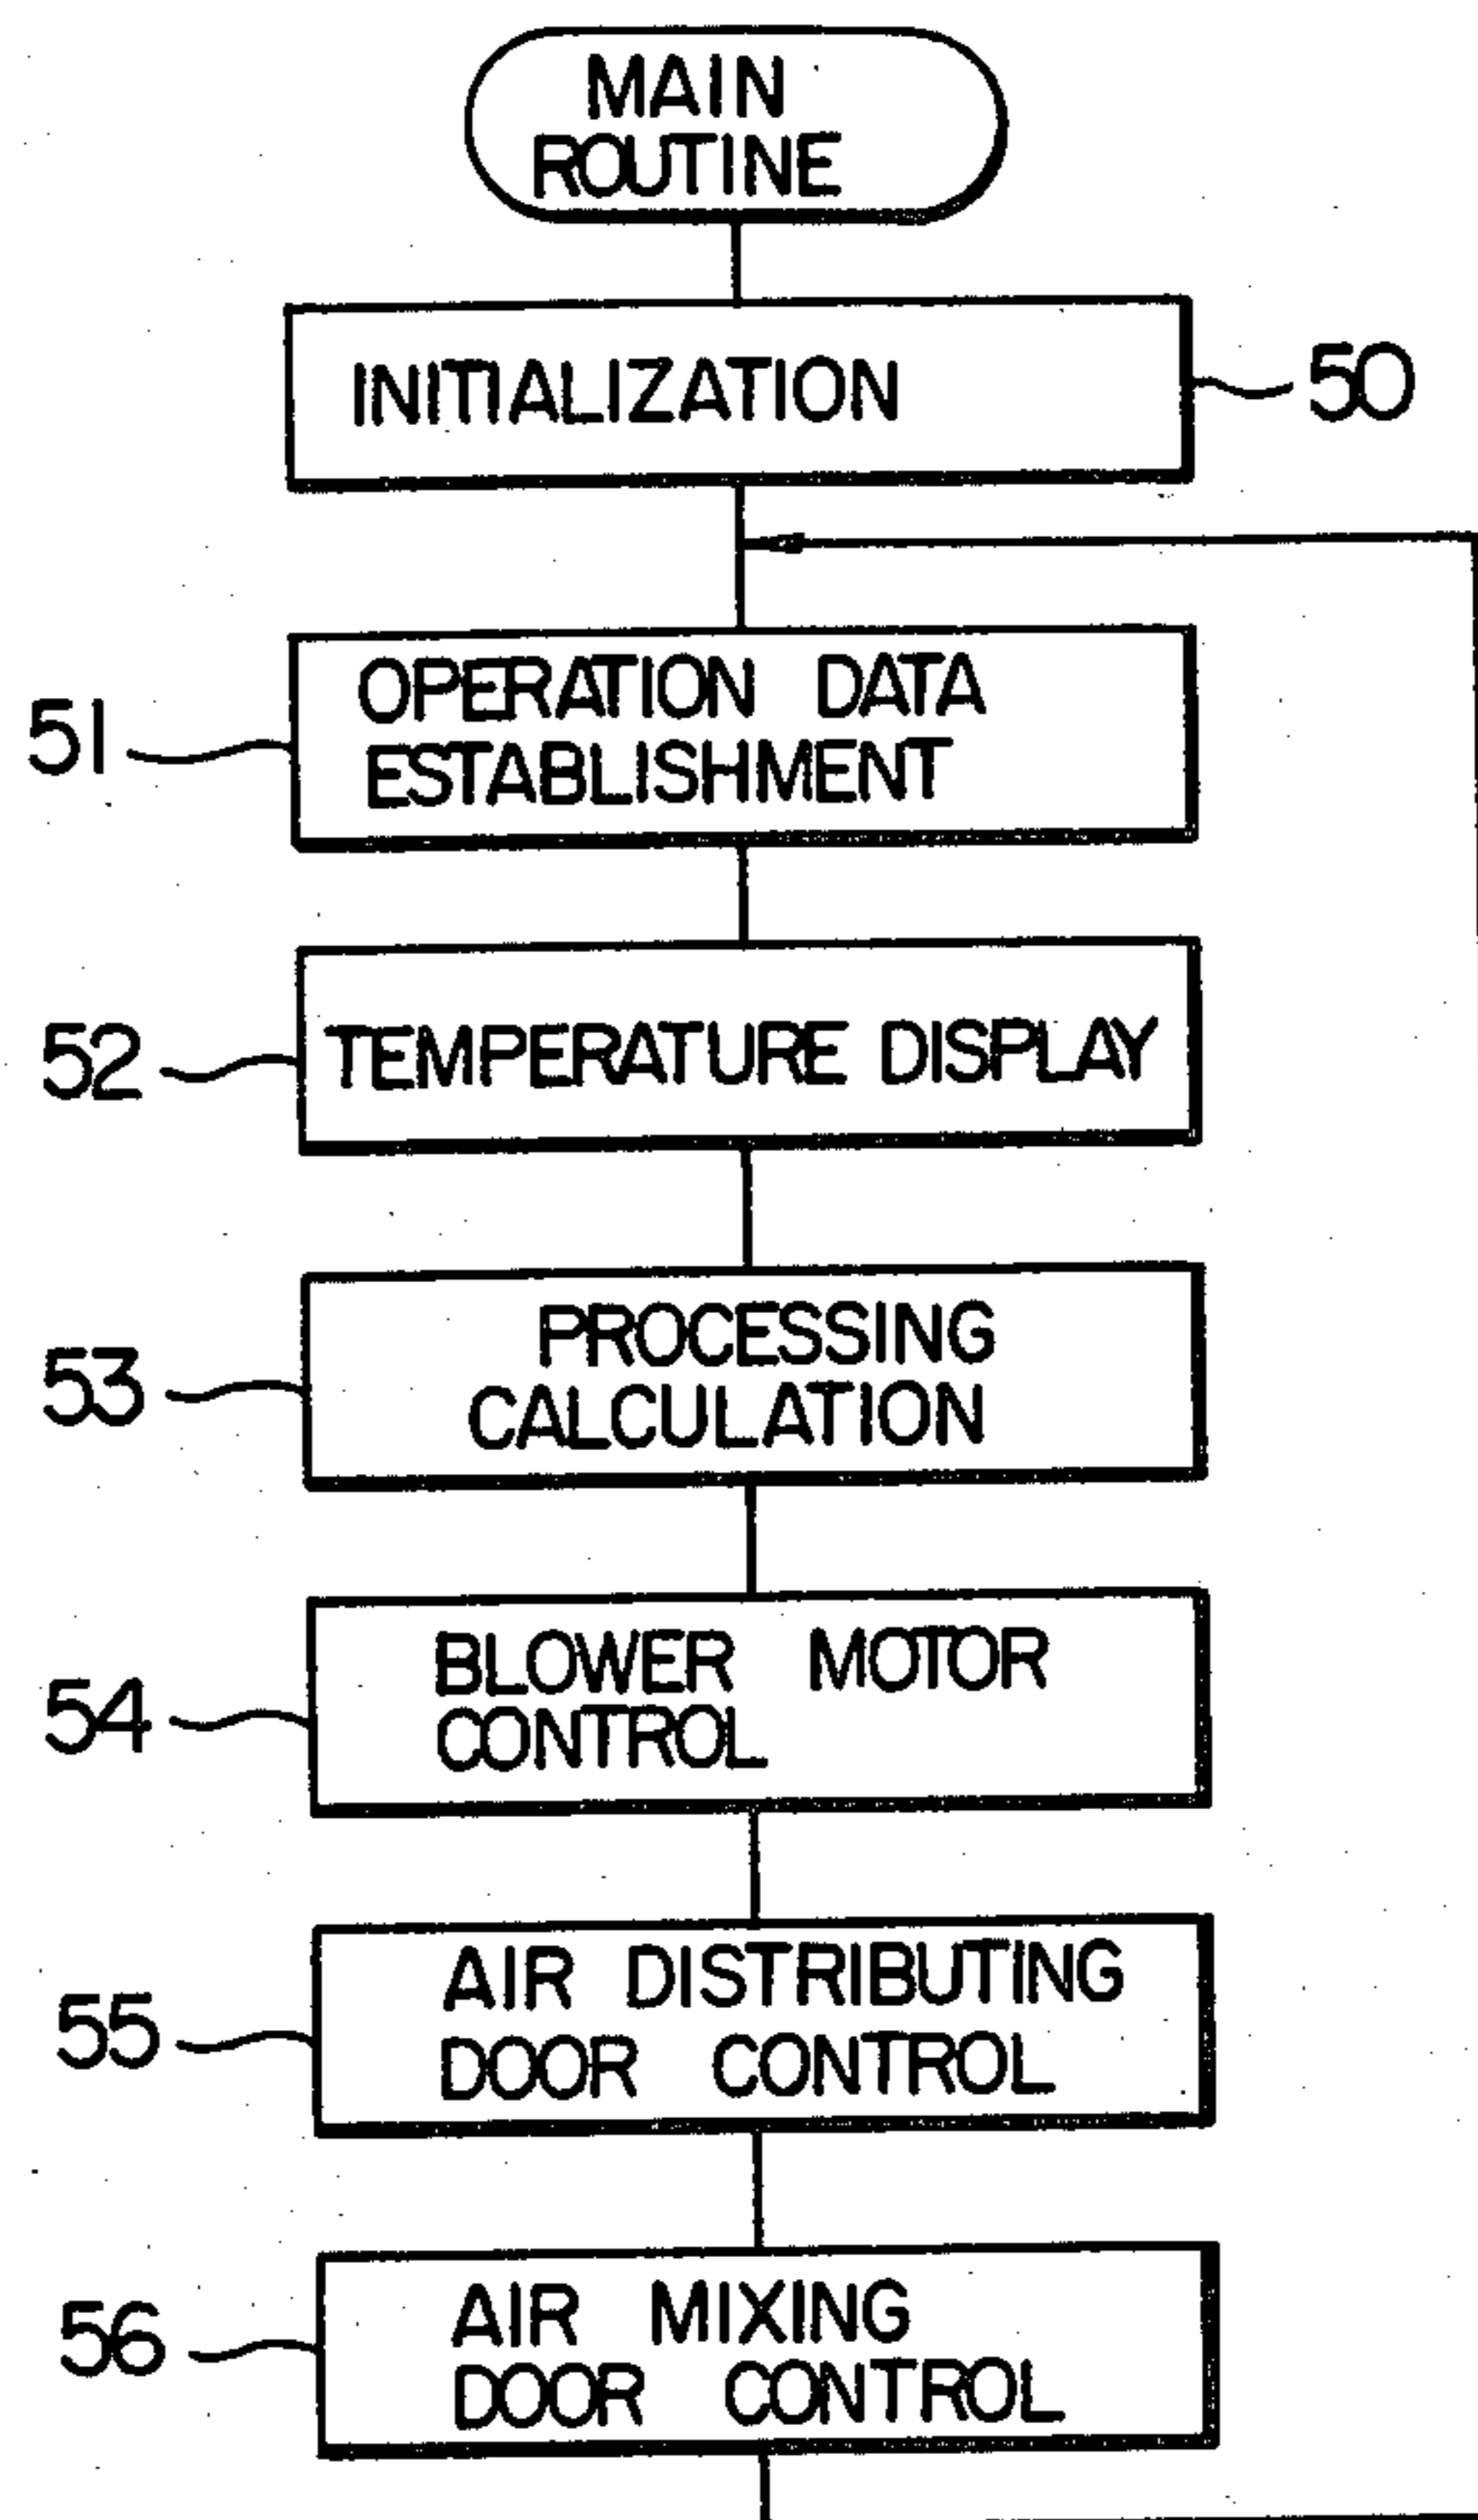 MAIN
ROUTINE
INITIALIZATION
50
OPERATION DATA
ESTABLISHMENT
51
TEMPERATURE DISPLAY
52
PROCESSING
CALCULATION
53
BLOWER MOTOR
CONTROL
54
AIR DISTRIBUTING
DOOR CONTROL
55
AIR MIXING
DOOR CONTROL
56